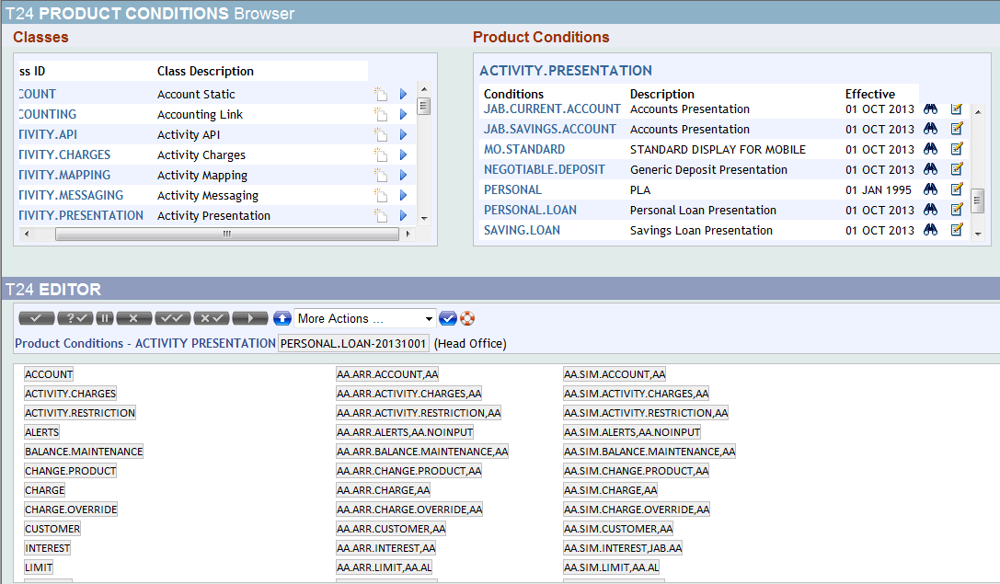 T24 PRODUCT CONDITIONS Browser
Classes
ss ID Class Description
COUNT Account Static
COUNTING Accounting Link
TIVITY.API Activity API
TIVITY.CHARGES Activity Charges
TIVITY.MAPPING Activity Mapping
TIVITY.MESSAGING Activity Messaging
TIVITY.PRESENTATION Activity Presentation
Product Conditions
ACTIVITY.PRESENTATION
Conditions Description Effective
JAB.CURRENT.ACCOUNT Accounts Presentation 01 OCT 2013
JAB.SAVINGS.ACCOUNT Accounts Presentation 01 OCT 2013
MO.STANDARD STANDARD DISPLAY FOR MOBILE 01 OCT 2013
NEGOTIABLE.DEPOSIT Generic Deposit Presentation 01 OCT 2013
PERSONAL PLA 01 JAN 1995
PERSONAL.LOAN Personal Loan Presentation 01 OCT 2013
SAVING.LOAN Savings Loan Presentation 01 OCT 2013
T24 EDITOR
More Actions ...
Product Conditions - ACTIVITY PRESENTATION PERSONAL.LOAN-20131001 (Head Office)
ACCOUNT AA.ARR.ACCOUNT,AA AA.SIM.ACCOUNT,AA
ACTIVITY.CHARGES AA.ARR.ACTIVITY.CHARGES,AA AA.SIM.ACTIVITY.CHARGES,AA
ACTIVITY.RESTRICTION AA.ARR.ACTIVITY.RESTRICTION,AA AA.SIM.ACTIVITY.RESTRICTION,AA
ALERTS AA.ARR.ALERTS,AA.NOINPUT AA.SIM.ALERTS,AA.NOINPUT
BALANCE.MAINTENANCE AA.ARR.BALANCE.MAINTENANCE,AA AA.SIM.BALANCE.MAINTENANCE,AA
CHANGE.PRODUCT AA.ARR.CHANGE.PRODUCT,AA AA.SIM.CHANGE.PRODUCT,AA
CHARGE AA.ARR.CHARGE,AA AA.SIM.CHARGE,AA
CHARGE.OVERRIDE AA.ARR.CHARGE.OVERRIDE,AA AA.SIM.CHARGE.OVERRIDE,AA
CUSTOMER AA.ARR.CUSTOMER,AA AA.SIM.CUSTOMER,AA
INTEREST AA.ARR.INTEREST,AA AA.SIM.INTEREST,JAB.AA
LIMIT AA.ARR.LIMIT,AA.AL AA.SIM.LIMIT,AA.AL